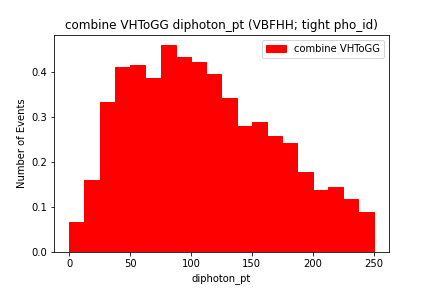 combine VHToGG diphoton_pt (VBFHH; tight pho_id)
combine VHToGG
Number of Events
0.4
0.3
0.2
0.1
0.0
0 50 100 150 200 250
diphoton_pt